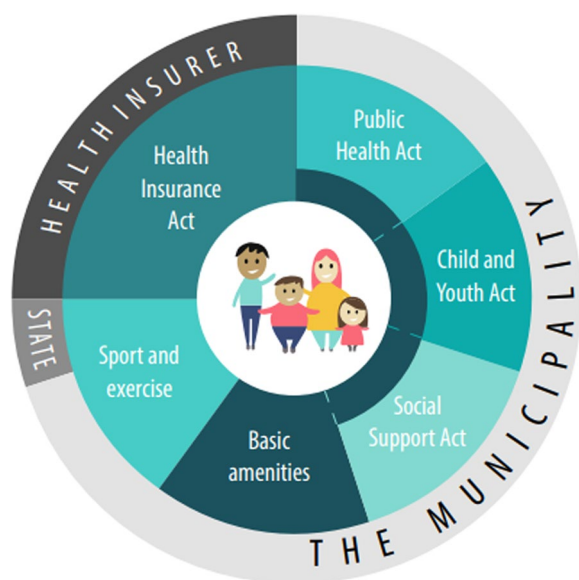 HEALTH INSURER
Health
Insurance
Act
Public
Health Act
Child and
Youth Act
Social
Support Act
Basic
amenities
Sport and
exercise
STATE
THE MUNICIPALITY